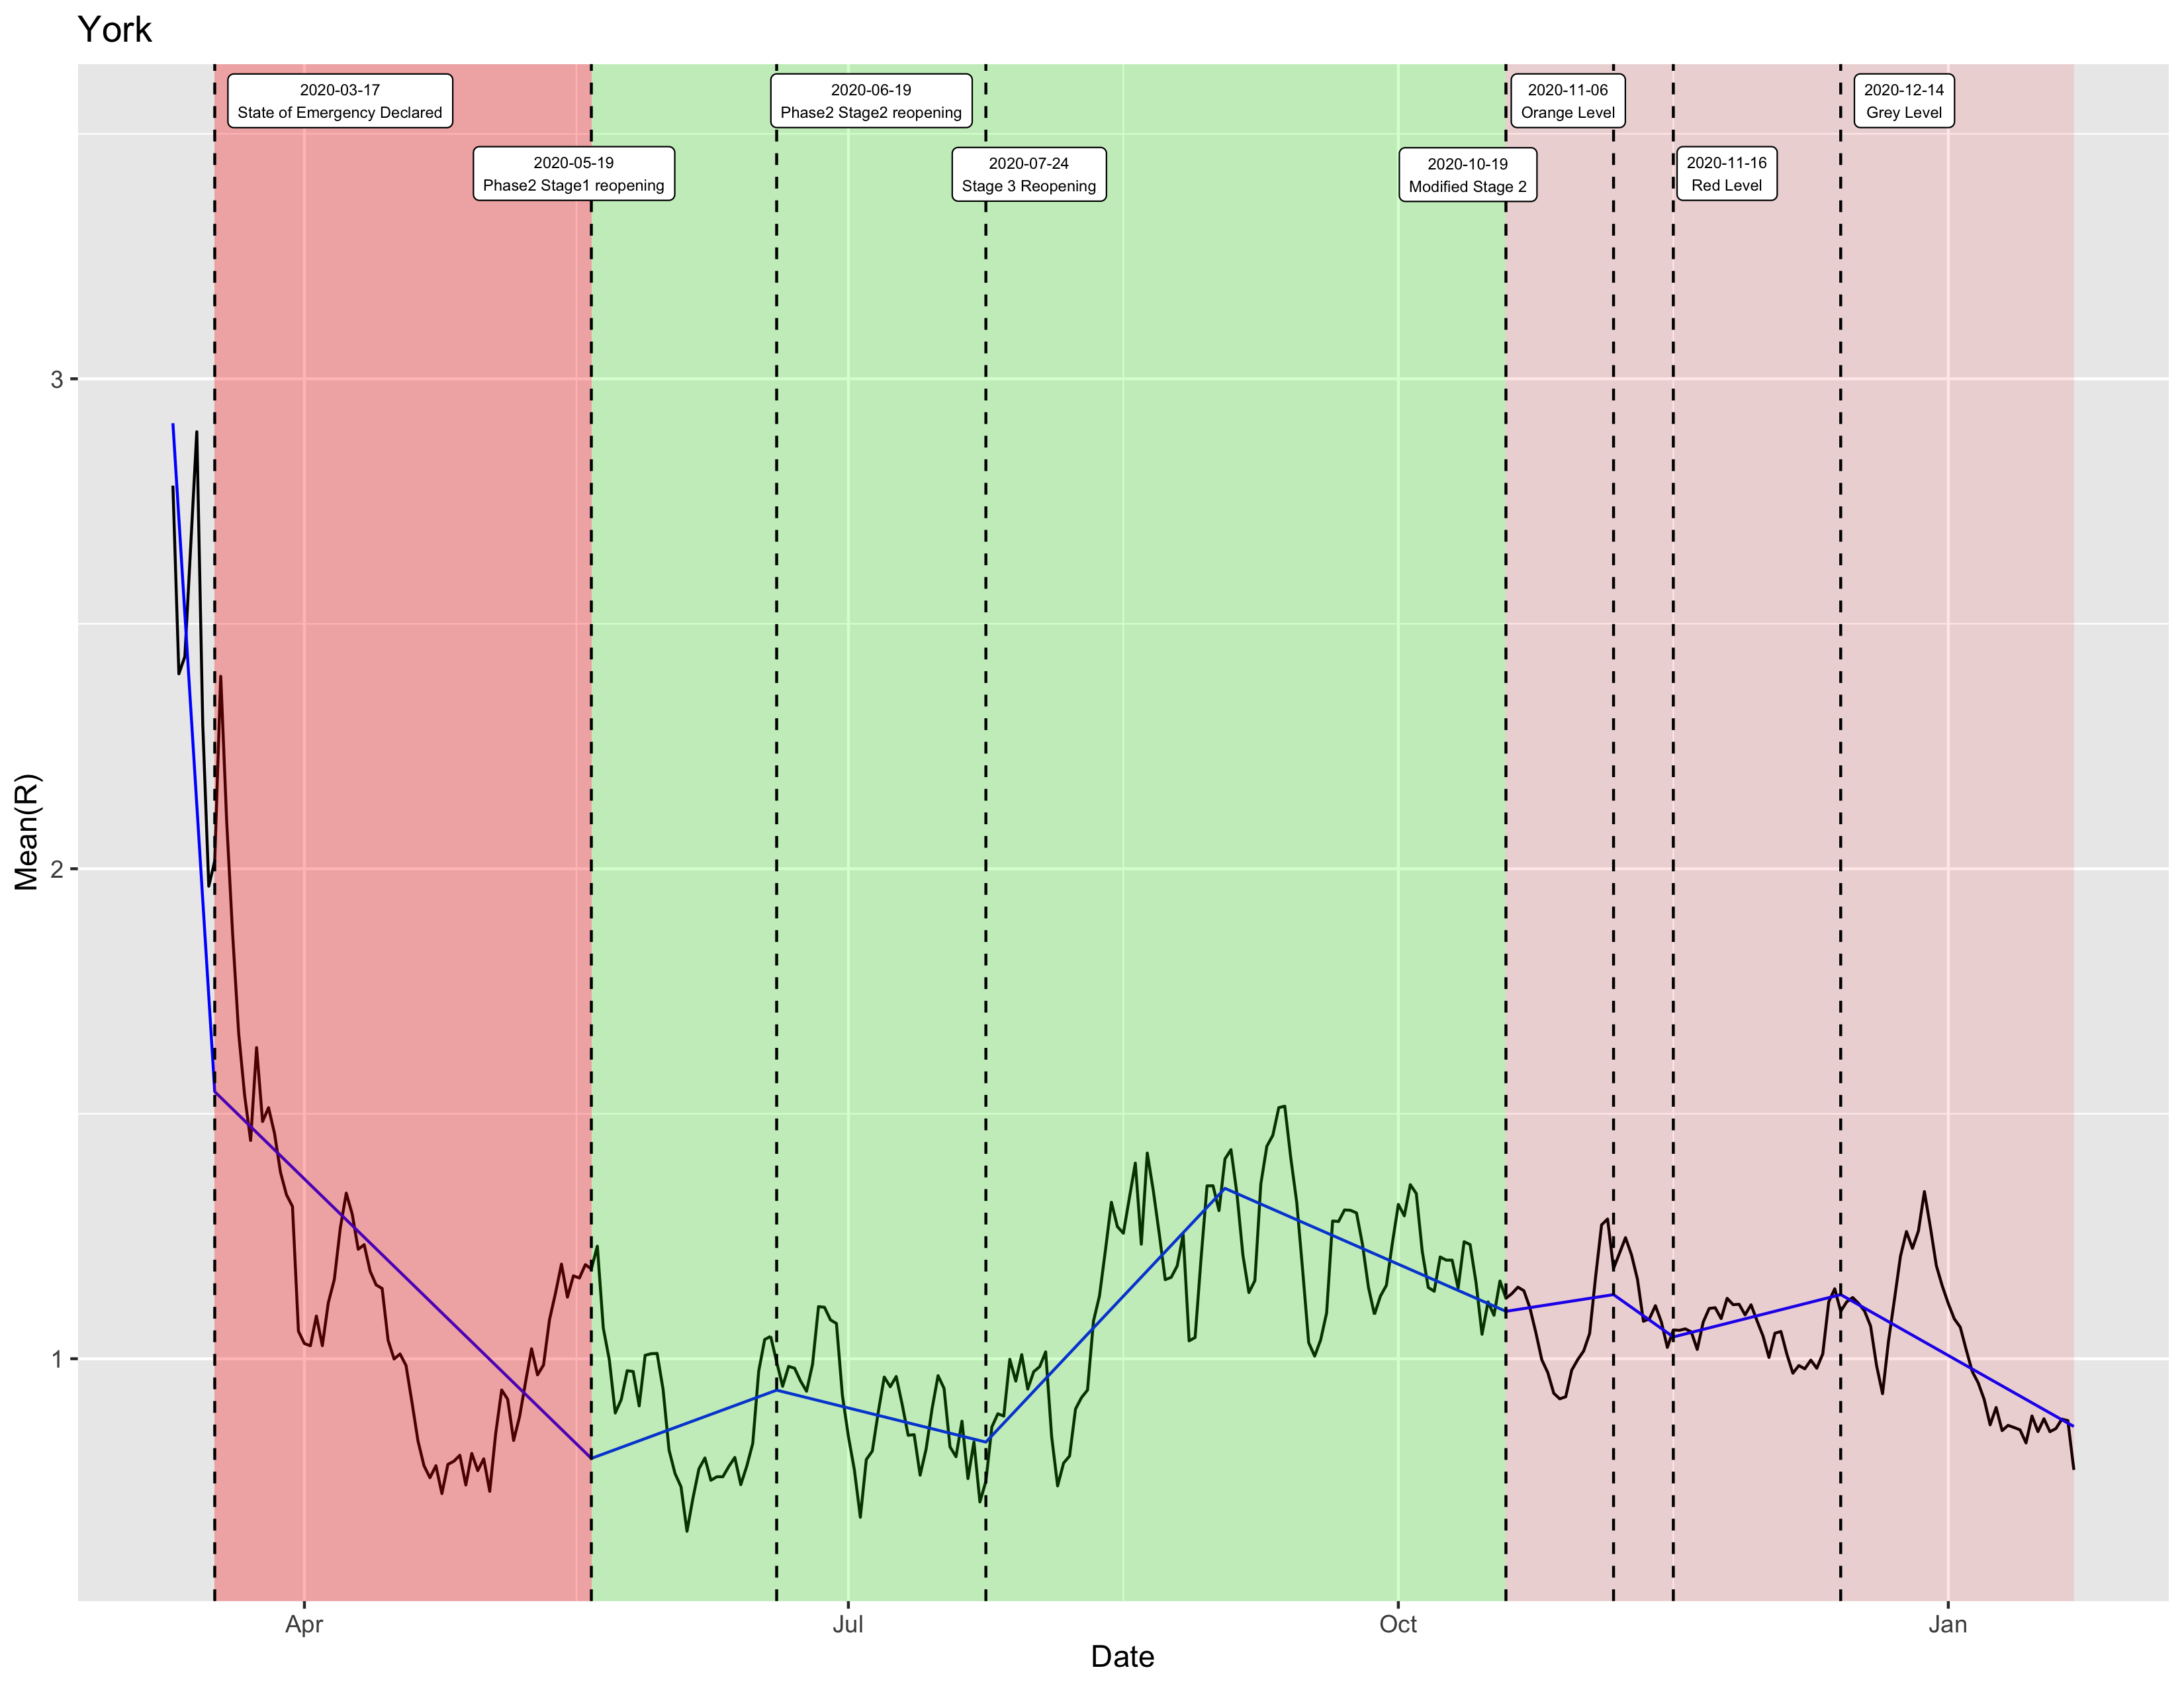 York
2020-03-17
State of Emergency Declared
2020-06-19
Phase2 Stage2 reopening
2020-11-06
Orange Level
2020-12-14
Grey Level
2020-05-19
Phase2 Stage1 reopening
2020-07-24
Stage 3 Reopening
2020-10-19
Modified Stage 2
2020-11-16
Red Level
3
2
1
Mean(R)
Apr
Jul
Oct
Jan
Date